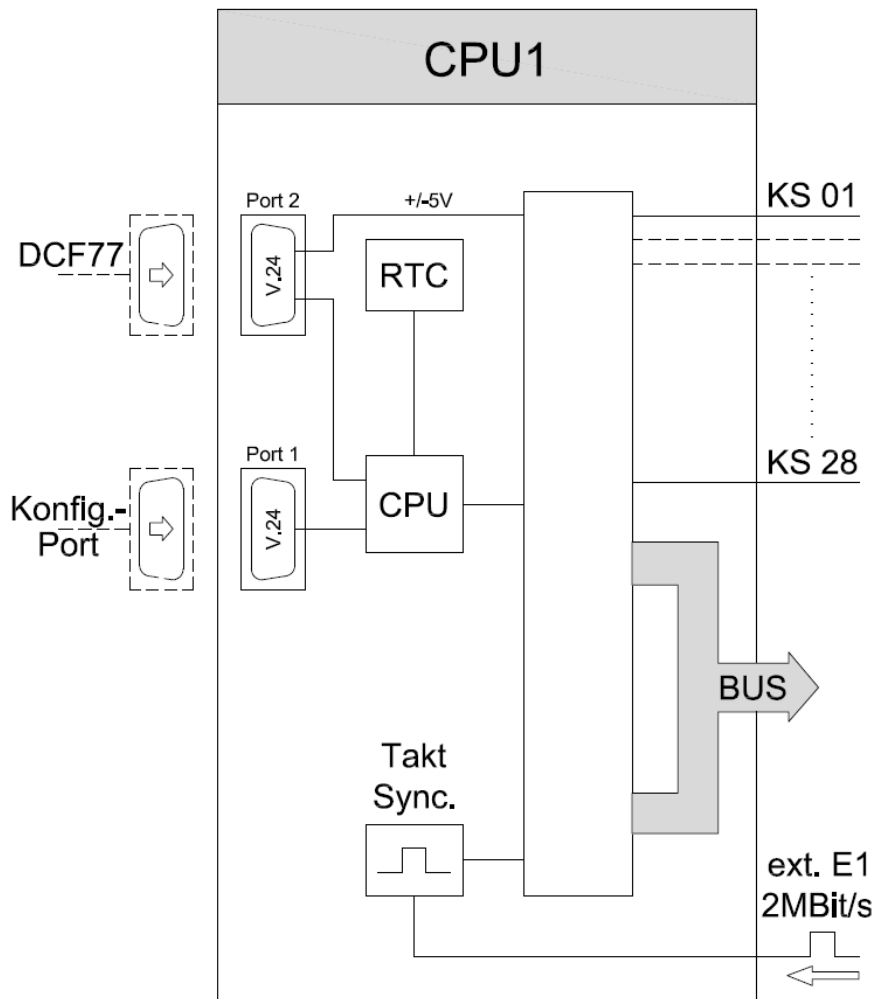 CPU1
Port 2
+/-5V
KS 01
DCF77
V.24
RTC
Port 1
KS 28
Konfig.-
Port
V.24
CPU
BUS
Takt
Sync.
ext. E1
2MBit/s